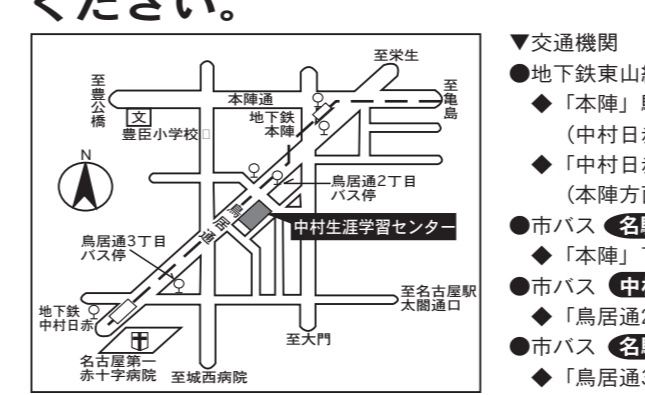 ください。
至栄生
至豊公橋
至亀島
本陣通
地下鉄
本陣
文
豊臣小学校
N
鳥居通2丁目
バス停
鳥居通
中村生涯学習センター
鳥居通3丁目
バス停
至名古屋駅
太閤通口
地下鉄
中村日赤
至大門
名古屋第一
赤十字病院
至城西病院
▼交通機関
●地下鉄東山
◆「本陣」
(中村日
◆「中村日
(本陣方
●市バス 名
◆「本陣」
●市バス 中
◆「鳥居通
●市バス 名
◆「鳥居通